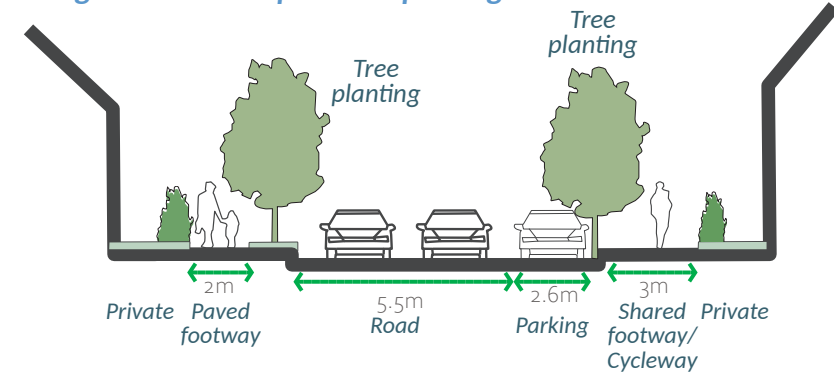 Tree
planting
Tree
planting
2m
5.5m
2.6m
3m
Private
Paved
footway
Road
Parking
Shared
footway/
Cycleway
Private